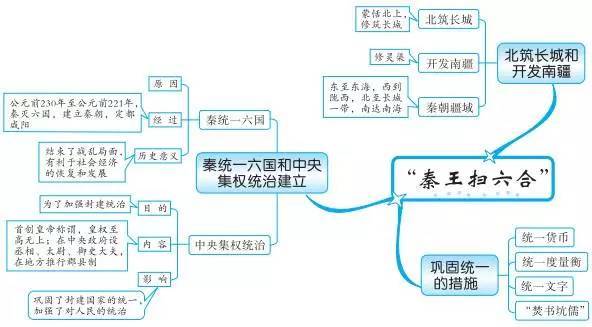 “秦王扫六合”
秦统一六国和中央
集权统治建立
秦统一六国
原因
经过
公元前230年至公元前221年，
秦灭六国，建立秦朝，定都
咸阳
历史意义
结束了战乱局面，
有利于社会经济
的恢复和发展
中央集权统治
目的
为了加强封建统治
内容
首创皇帝称谓，皇权至
高无上；在中央政府设
丞相、太尉、御史大夫，
在地方推行郡县制
影响
巩固了封建国家的统一，
加强了对人民的统治
北筑长城和
开发南疆
北筑长城
蒙恬北上，
修筑长城
开发南疆
修灵渠
秦朝疆域
东至东海，西到
陇西，北至长城
一带，南达南海
巩固统一
的措施
统一货币
统一度量衡
统一文字
“焚书坑儒”